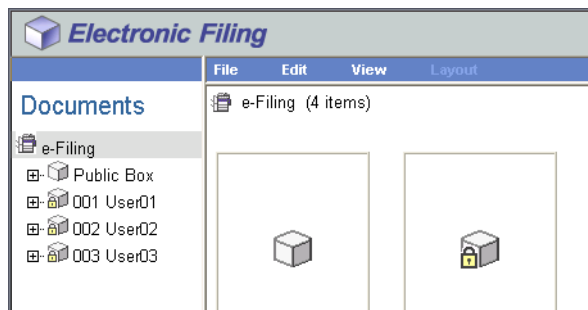 Electronic Filing
File Edit View Layout
Documents
e-Filing (4 items)
e-Filing
Public Box
001 User01
002 User02
003 User03